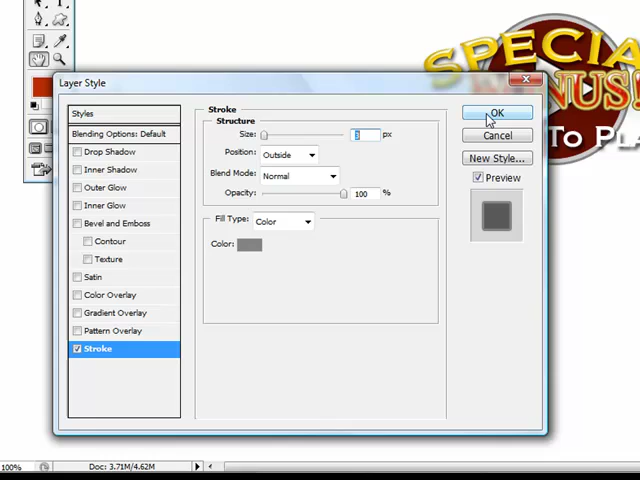 SPECIA
BONUS!
To Pla
Layer Style
Styles
Blending Options: Default
Drop Shadow
Inner Shadow
Outer Glow
Inner Glow
Bevel and Emboss
Contour
Texture
Satin
Color Overlay
Gradient Overlay
Pattern Overlay
Stroke
Stroke
Structure
Size: 3 px
Position: Outside
Blend Mode: Normal
Opacity: 100 %
Fill Type: Color
Color:
OK
Cancel
New Style...
Preview
100%
Doc: 3.71M/4.62M